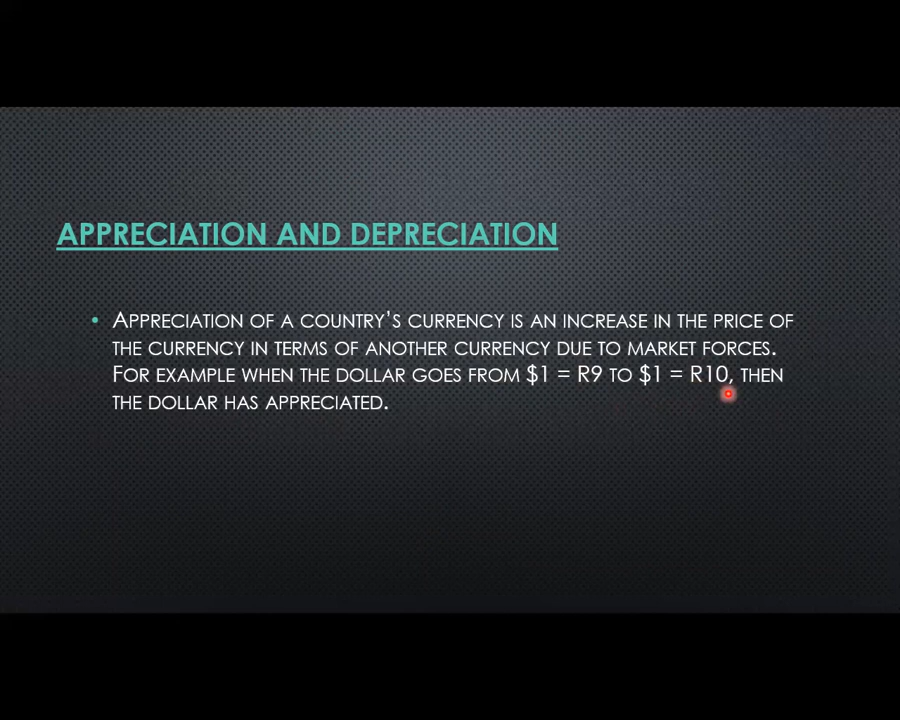 APPRECIATION AND DEPRECIATION
• APPRECIATION OF A COUNTRY'S CURRENCY IS AN INCREASE IN THE PRICE OF
THE CURRENCY IN TERMS OF ANOTHER CURRENCY DUE TO MARKET FORCES.
FOR EXAMPLE WHEN THE DOLLAR GOES FROM $1 = R9 TO $1 = R10, THEN
THE DOLLAR HAS APPRECIATED.